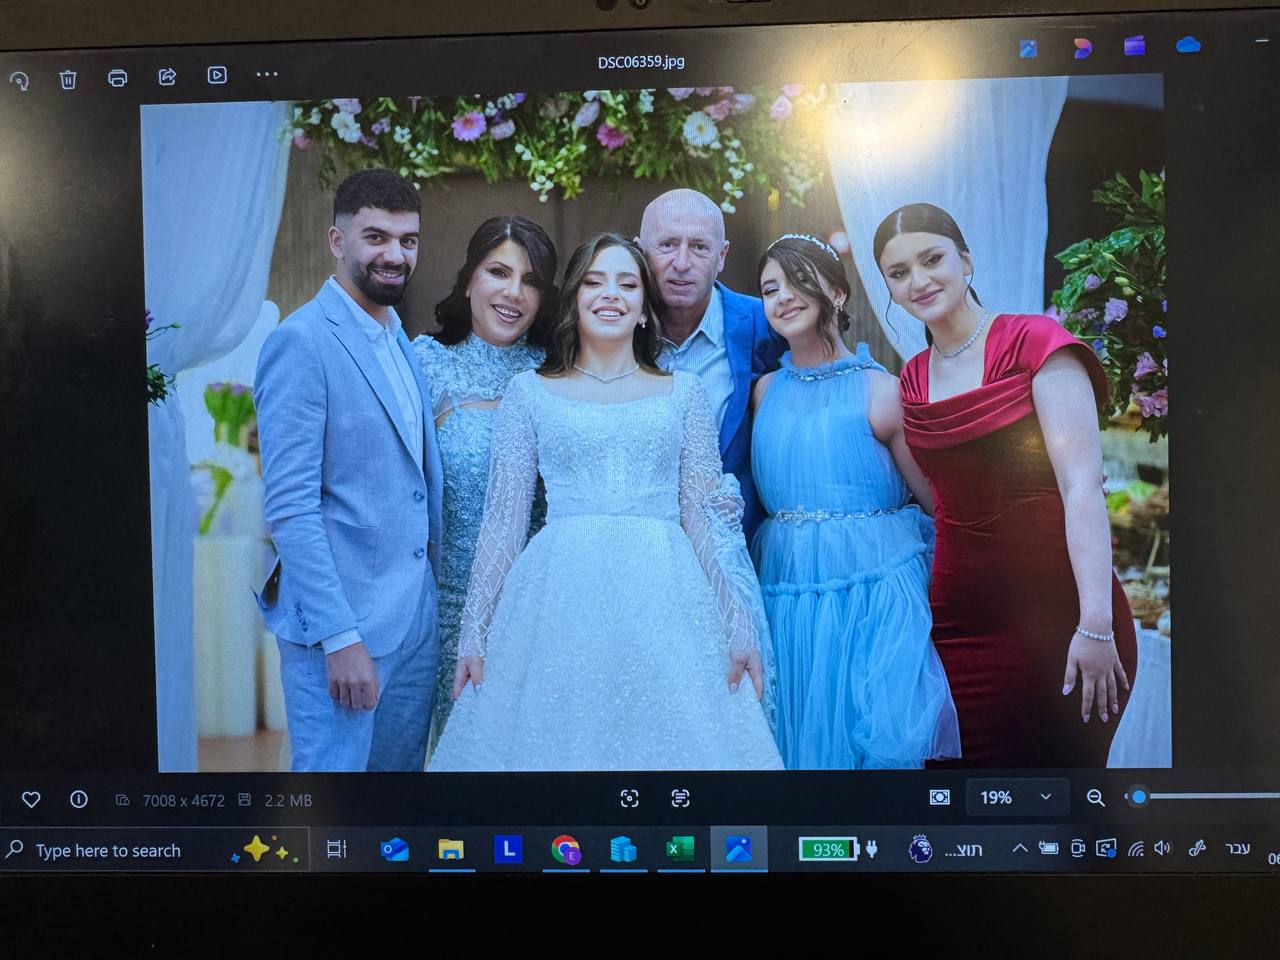 DSC06359.jpg
7008 x 4672 2.2 MB
19%
Type here to search
L
E
X
93%
תוצ...
עבר